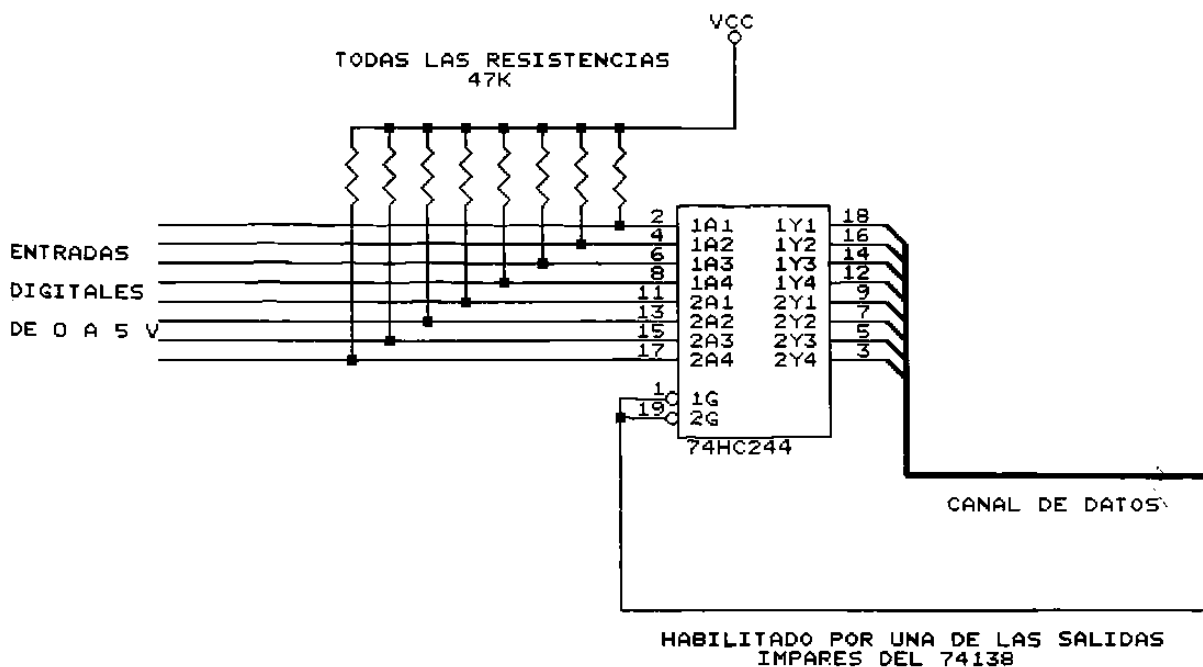 VCC
TODAS LAS RESISTENCIAS
47K
ENTRADAS
DIGITALES
DE 0 A 5 V
2 1A1 1Y1 18
4 1A2 1Y2 16
6 1A3 1Y3 14
8 1A4 1Y4 12
11 2A1 2Y1 9
13 2A2 2Y2 7
15 2A3 2Y3 5
17 2A4 2Y4 3
1 1G
19 2G
74HC244
CANAL DE DATOS
HABILITADO POR UNA DE LAS SALIDAS
IMPARES DEL 74138